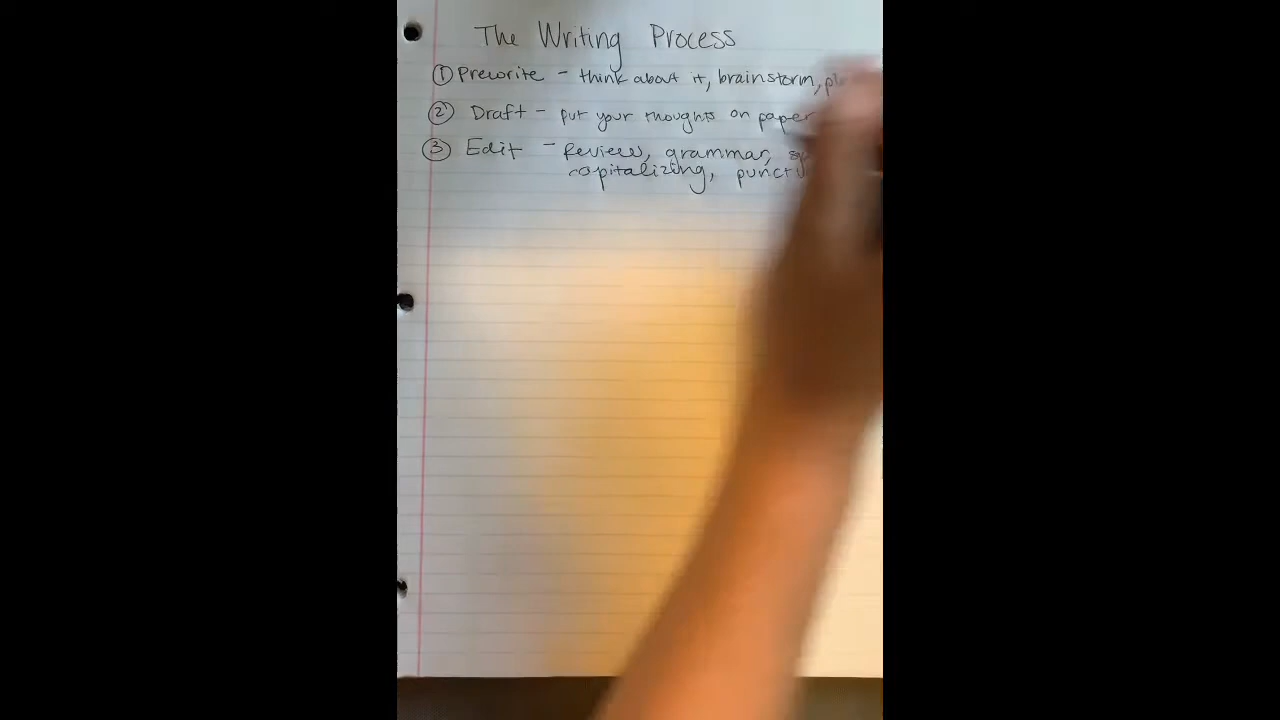 The Writing Process
① Prewrite - think about it, brainstorm,
② Draft - put your thoughts on paper
③ Edit - Review, grammar,
capitalizing,